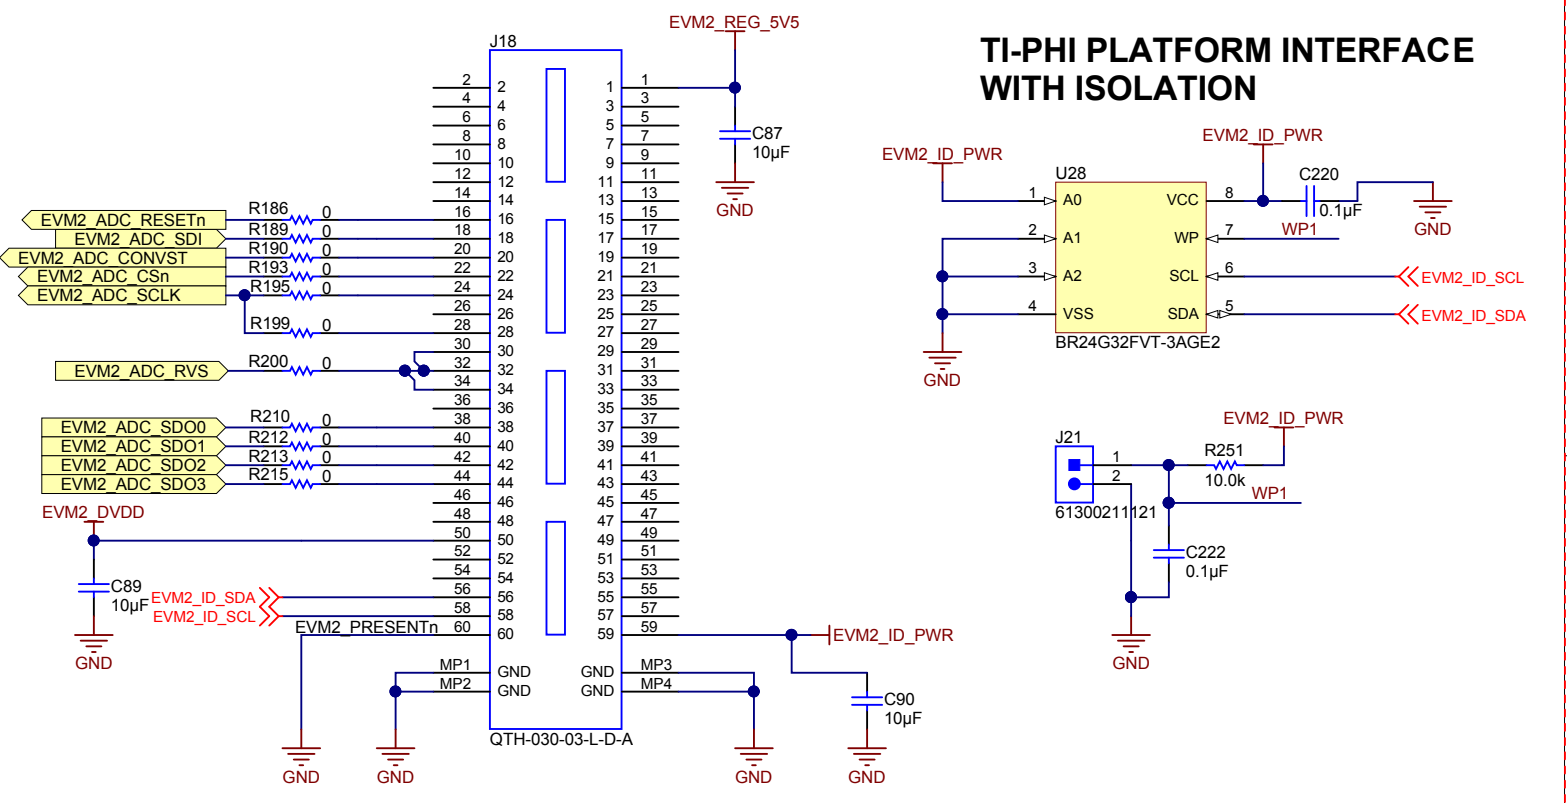 EVM2_REG_5V5
TI-PHI PLATFORM INTERFACE
WITH ISOLATION
J18
2 2 1 1
4 4 3 3
6 6 5 5
8 8 7 7
10 10 9 9
12 12 11 11
14 14 13 13
EVM2_ADC_RESETn R186 0 16 16 15 15
EVM2_ADC_SDI R189 0 18 18 17 17
EVM2_ADC_CONVST R190 0 20 20 19 19
EVM2_ADC_CSn R193 0 22 22 21 21
EVM2_ADC_SCLK R195 0 24 24 23 23
26 26 25 25
R199 0 28 28 27 27
30 30 29 29
EVM2_ADC_RVS R200 0 32 32 31 31
34 34 33 33
36 36 35 35
EVM2_ADC_SDO0 R210 0 38 38 37 37
EVM2_ADC_SDO1 R212 0 40 40 39 39
EVM2_ADC_SDO2 R213 0 42 42 41 41
EVM2_ADC_SDO3 R215 0 44 44 43 43
46 46 45 45
EVM2_DVDD 48 48 47 47
50 50 49 49
52 52 51 51
54 54 53 53
C89
10µF
GND
EVM2_ID_SDA 56 56 55 55
EVM2_ID_SCL 58 58 57 57
EVM2_PRESENTn 60 60 59 59 EVM2_ID_PWR
MP1 GND GND MP3
MP2 GND GND MP4
QTH-030-03-L-D-A
GND
GND
GND
C90
10µF
GND
C87
10µF
GND
EVM2_ID_PWR
EVM2_ID_PWR
U28
C220
0.1µF
GND
1 A0 VCC 8
2 A1 WP 7 WP1
3 A2 SCL 6 EVM2_ID_SCL
4 VSS SDA 5 EVM2_ID_SDA
BR24G32FVT-3AGE2
GND
EVM2_ID_PWR
J21
1
2
61300211121
R251
10.0k
WP1
C222
0.1µF
GND